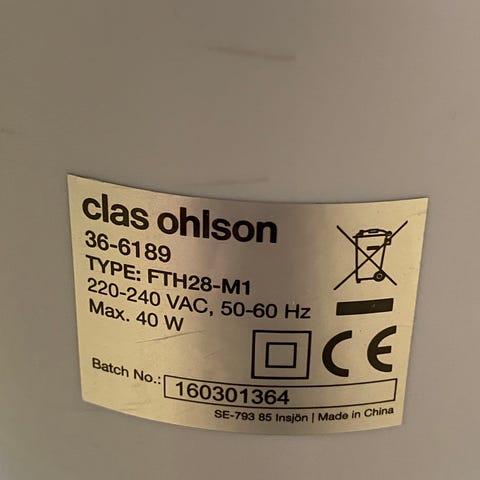 clas ohlson
36-6189
TYPE: FTH28-M1
220-240 VAC, 50-60 Hz
Max. 40 W
CE
Batch No.: 160301364
SE-793 85 Insjön | Made in China